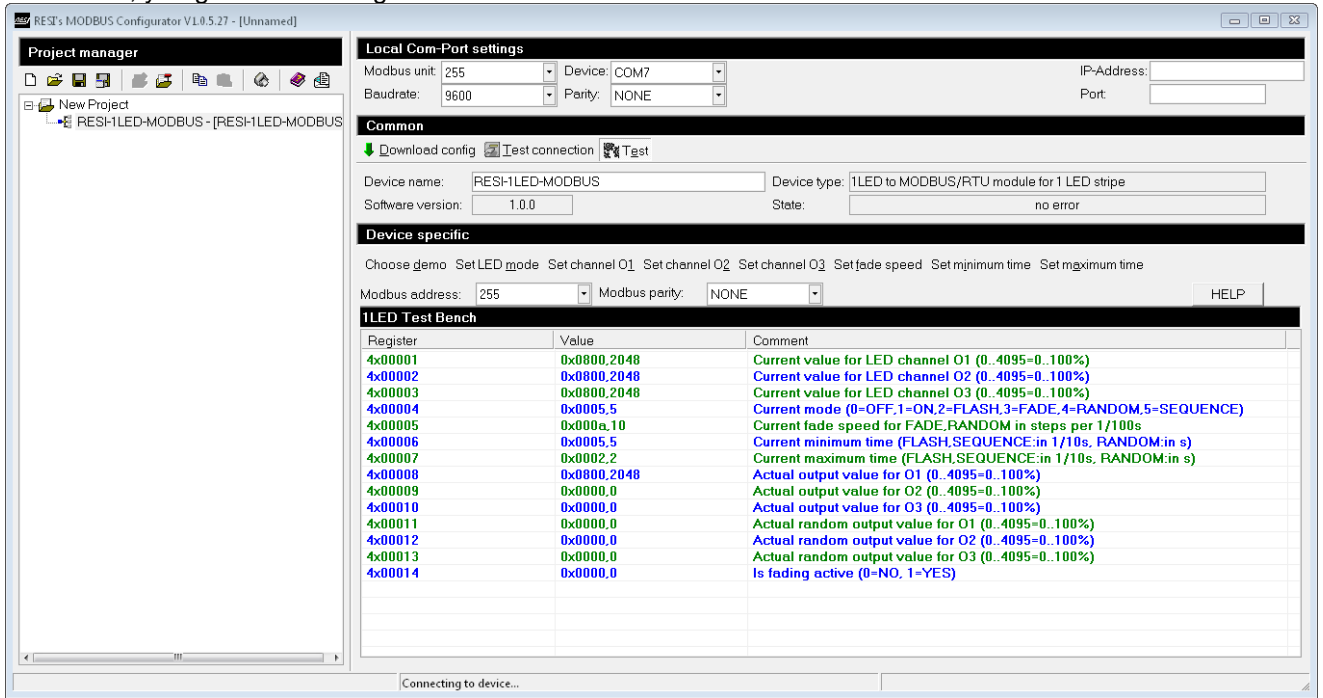 RESI's MODBUS Configurator V1.0.5.27 - [Unnamed]
Project manager
New Project
RESI-1LED-MODBUS - [RESI-1LED-MODBUS
Local Com-Port settings
Modbus unit: 255 Device: COM7 IP-Address:
Baudrate: 9600 Parity: NONE Port:
Common
Download config Test connection Test
Device name: RESI-1LED-MODBUS Device type: 1LED to MODBUS/RTU module for 1 LED stripe
Software version: 1.0.0 State: no error
Device specific
Choose demo Set LED mode Set channel O1 Set channel O2 Set channel O3 Set fade speed Set minimum time Set maximum time
Modbus address: 255 Modbus parity: NONE HELP
1LED Test Bench
Register Value Comment
4x00001 0x0800,2048 Current value for LED channel O1 (0..4095=0..100%)
4x00002 0x0800,2048 Current value for LED channel O2 (0..4095=0..100%)
4x00003 0x0800,2048 Current value for LED channel O3 (0..4095=0..100%)
4x00004 0x0005,5 Current mode (0=OFF,1=ON,2=FLASH,3=FADE,4=RANDOM,5=SEQUENCE)
4x00005 0x000a,10 Current fade speed for FADE,RANDOM in steps per 1/100s
4x00006 0x0005,5 Current minimum time (FLASH,SEQUENCE:in 1/10s, RANDOM:in s)
4x00007 0x0002,2 Current maximum time (FLASH,SEQUENCE:in 1/10s, RANDOM:in s)
4x00008 0x0800,2048 Actual output value for O1 (0..4095=0..100%)
4x00009 0x0000,0 Actual output value for O2 (0..4095=0..100%)
4x00010 0x0000,0 Actual output value for O3 (0..4095=0..100%)
4x00011 0x0000,0 Actual random output value for O1 (0..4095=0..100%)
4x00012 0x0000,0 Actual random output value for O2 (0..4095=0..100%)
4x00013 0x0000,0 Actual random output value for O3 (0..4095=0..100%)
4x00014 0x0000,0 Is fading active (0=NO, 1=YES)
Connecting to device...